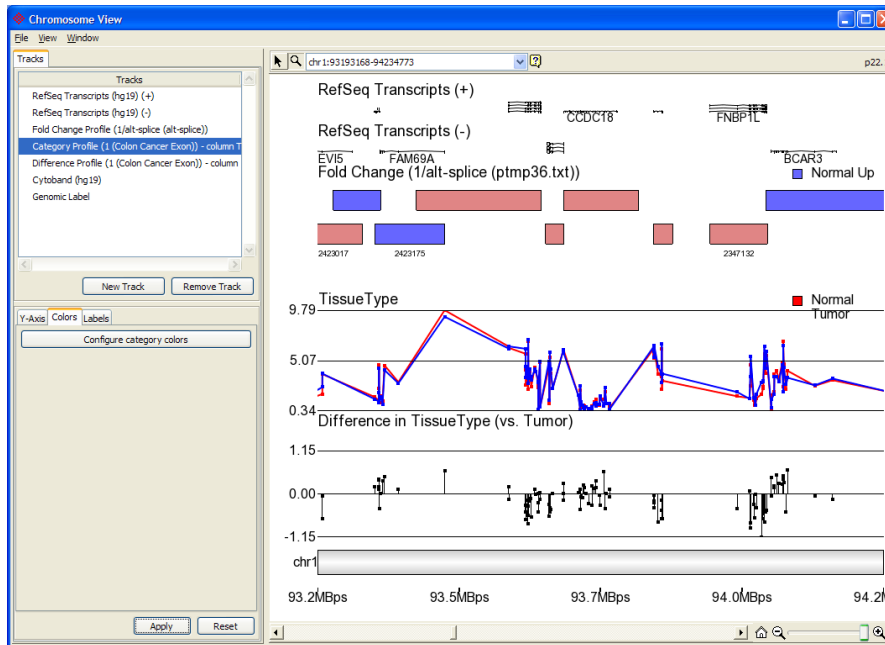 Chromosome View
File View Window
Tracks
Tracks
RefSeq Transcripts (hg19) (+)
RefSeq Transcripts (hg19) (-)
Fold Change Profile (1/alt-splice (alt-splice))
Category Profile (1 (Colon Cancer Exon)) - column T
Difference Profile (1 (Colon Cancer Exon)) - column
Cytoband (hg19)
Genomic Label
New Track Remove Track
Y-Axis Colors Labels
Configure category colors
Apply Reset
chr1:93193168-94234773 p22.
RefSeq Transcripts (+)
CCDC18 FNBP1L
RefSeq Transcripts (-)
EVI5 FAM69A BCAR3
Fold Change (1/alt-splice (ptmp36.txt)) Normal Up
2423017 2423175 2347132
TissueType Normal
Tumor
9.79
5.07
0.34
Difference in TissueType (vs. Tumor)
1.15
0.00
-1.15
chr1
93.2MBps 93.5MBps 93.7MBps 94.0MBps 94.2